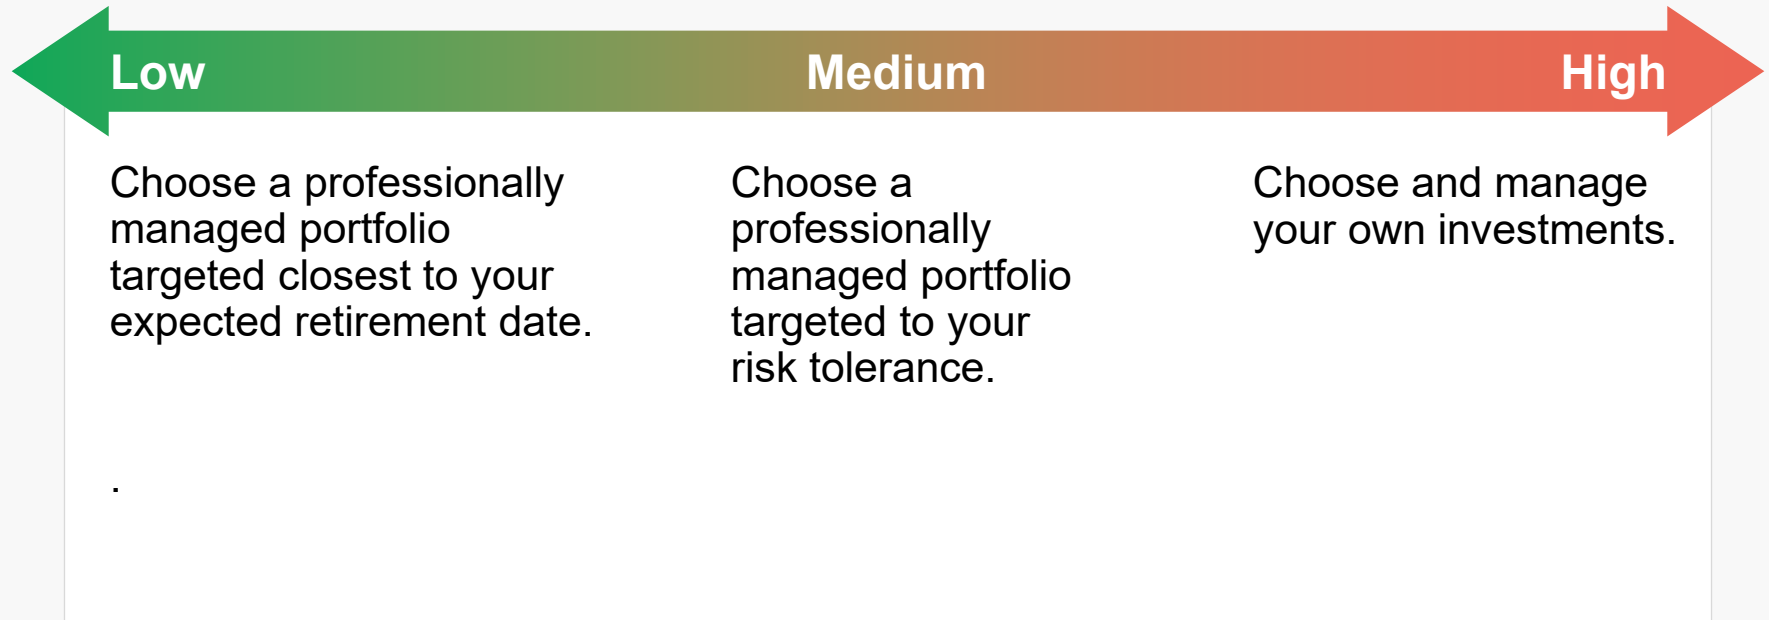 Low
Medium
High
Choose a professionally
managed portfolio
targeted closest to your
expected retirement date.
.
Choose a
professionally
managed portfolio
targeted to your
risk tolerance.
Choose and manage
your own investments.